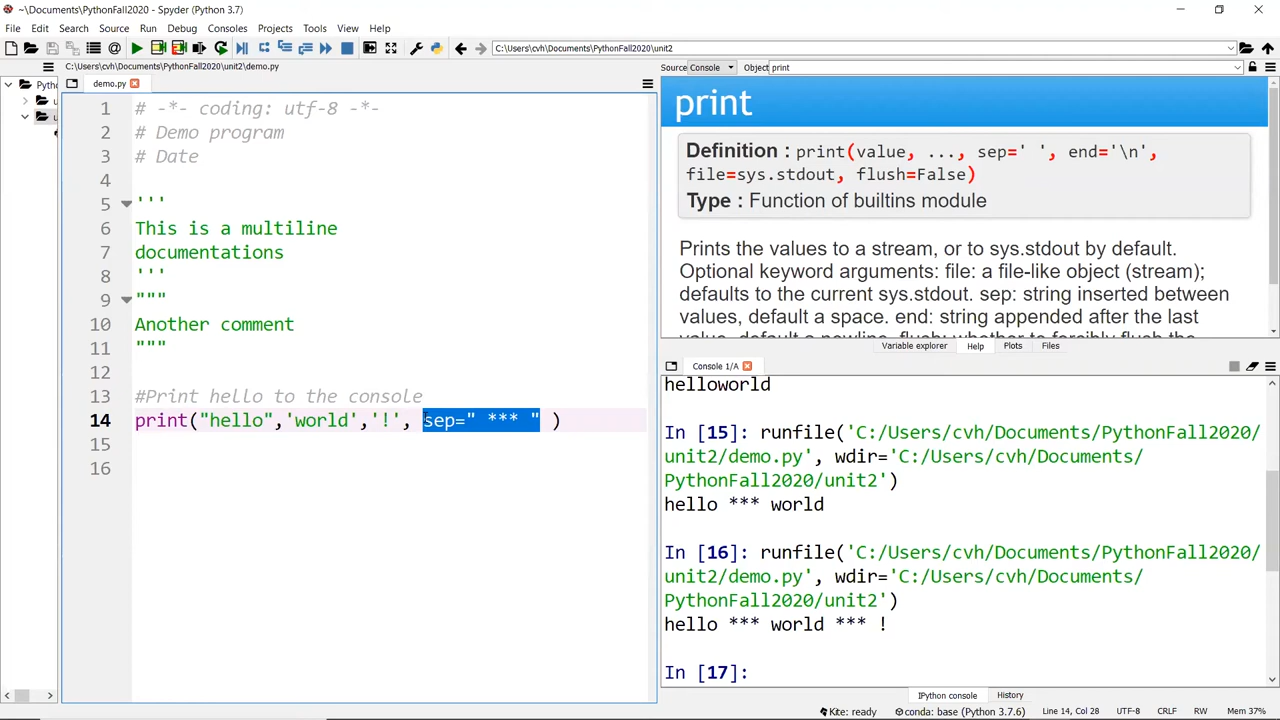 ~\Documents\PythonFall2020 - Spyder (Python 3.7)
File Edit Search Source Run Debug Consoles Projects Tools View Help
C:\Users\cvh\Documents\PythonFall2020\unit2
C:\Users\cvh\Documents\PythonFall2020\unit2\demo.py
Pytho
demo.py
1 # -*- coding: utf-8 -*-
2 # Demo program
3 # Date
4
5 '''
6 This is a multiline
7 documentations
8 '''
9 """
10 Another comment
11 """
12
13 #Print hello to the console
14 print("hello",'world','!', sep=" *** " )
15
16
Source Console Object print
print
Definition : print(value, ..., sep=' ', end='\n',
file=sys.stdout, flush=False)
Type : Function of builtins module
Prints the values to a stream, or to sys.stdout by default.
Optional keyword arguments: file: a file-like object (stream);
defaults to the current sys.stdout. sep: string inserted between
values, default a space. end: string appended after the last
value, default a newline. flush: whether to forcibly flush the
Variable explorer Help Plots Files
Console 1/A
helloworld
In [15]: runfile('C:/Users/cvh/Documents/PythonFall2020/
unit2/demo.py', wdir='C:/Users/cvh/Documents/
PythonFall2020/unit2')
hello *** world
In [16]: runfile('C:/Users/cvh/Documents/PythonFall2020/
unit2/demo.py', wdir='C:/Users/cvh/Documents/
PythonFall2020/unit2')
hello *** world *** !
In [17]:
IPython console History
Kite: ready conda: base (Python 3.7.6) Line 14, Col 28 UTF-8 CRLF RW Mem 37%